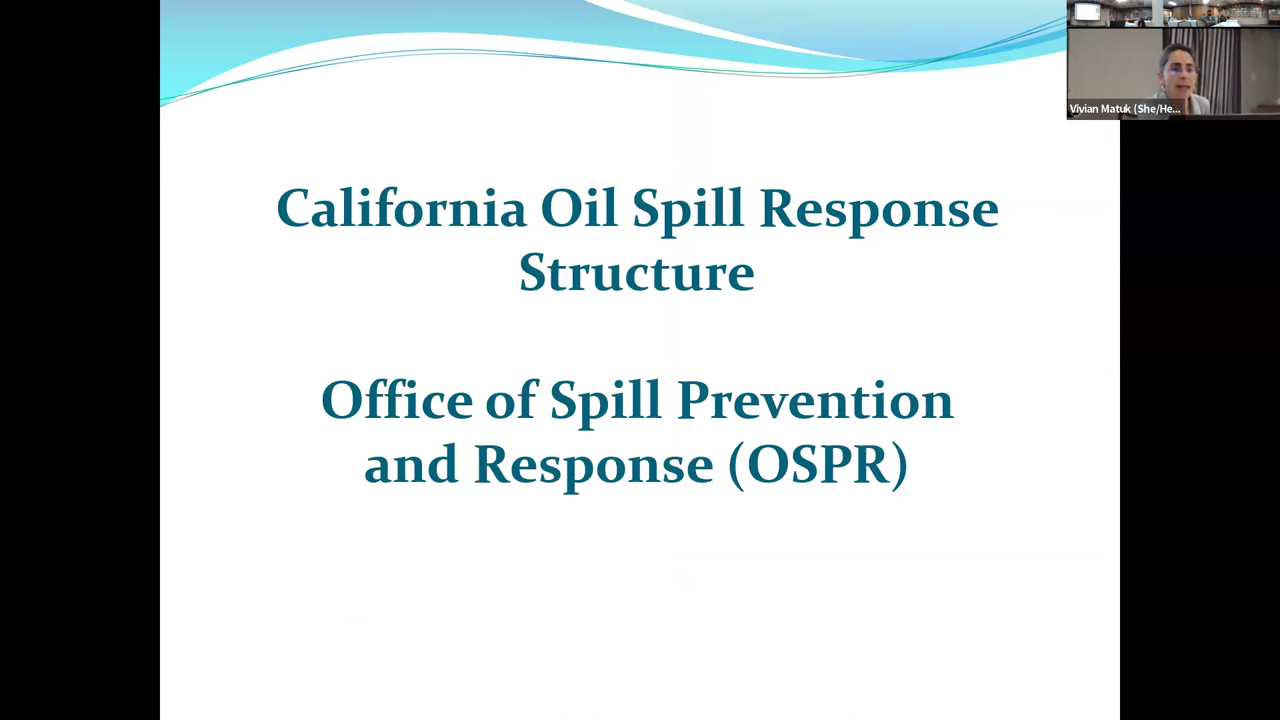 California Oil Spill Response
Structure
Office of Spill Prevention
and Response (OSPR)
Vivian Matuk (She/He...